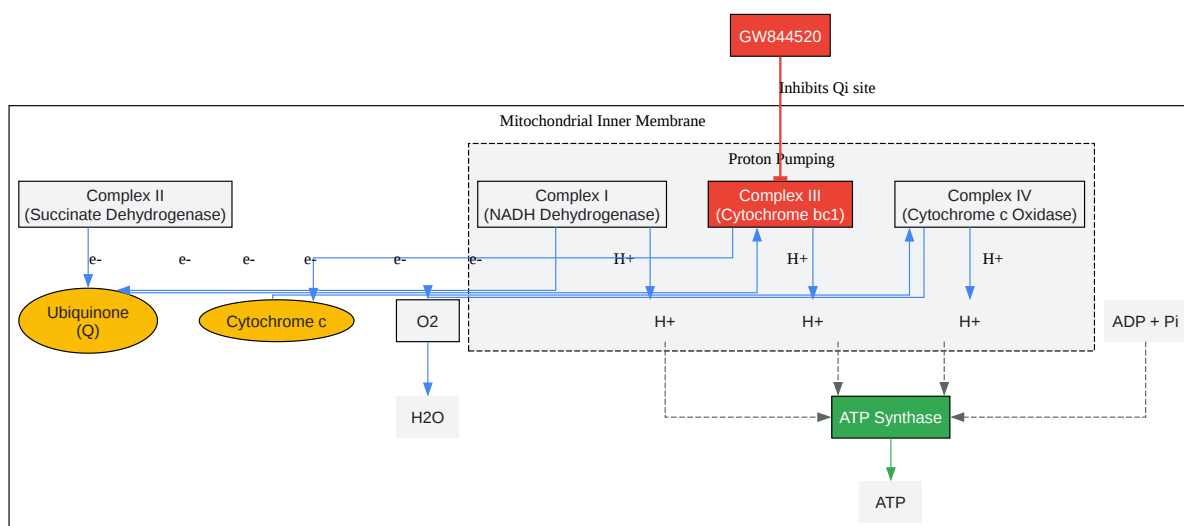 GW844520
Inhibits Qi site
Mitochondrial Inner Membrane
Proton Pumping
Complex II
(Succinate Dehydrogenase)
Complex I
(NADH Dehydrogenase)
Complex III
(Cytochrome bc1)
Complex IV
(Cytochrome c Oxidase)
e-
e-
e-
e-
e-
e-
H+
H+
H+
Ubiquinone
(Q)
Cytochrome c
O2
H+
H+
H+
ADP + Pi
H2O
ATP Synthase
ATP